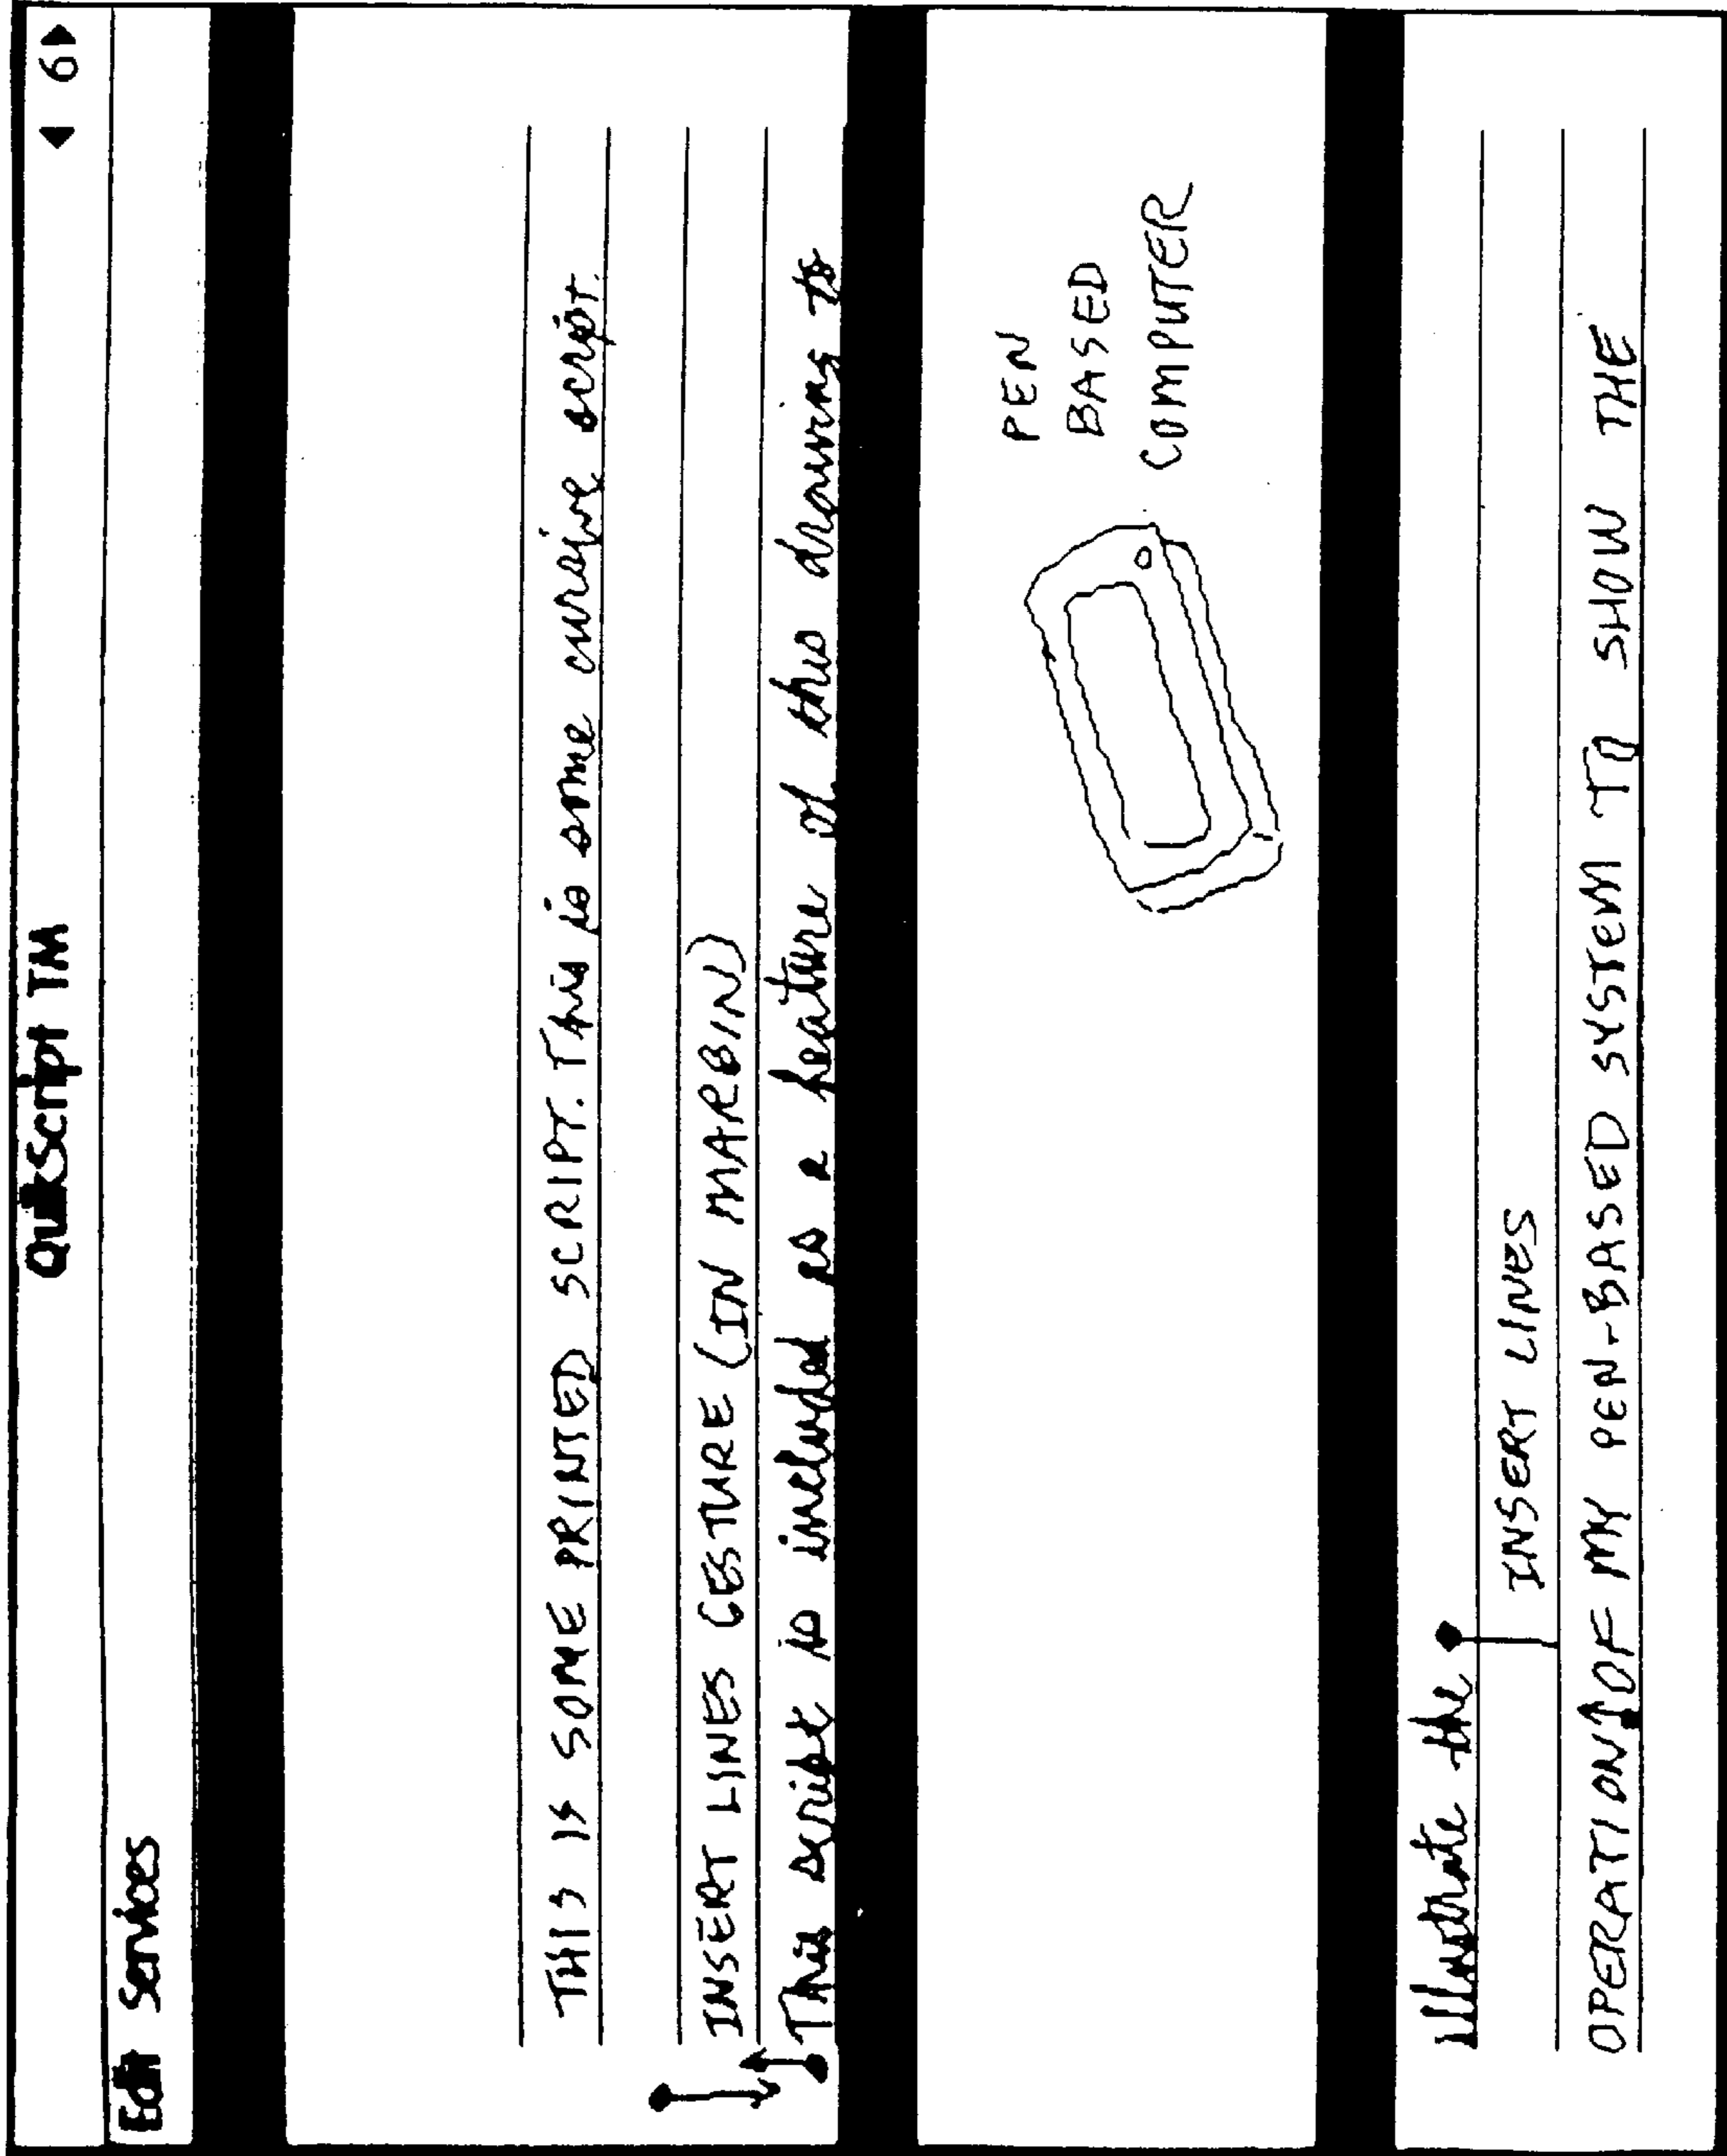 QuikScript TM
◄ 6 ►
Edit Services
THIS IS SOME PRINTED SCRIPT. This is some cursive script.
INSERT LINES GESTURE (IN MARGIN)
This script is included as a feature of this drawing to
PEN
BASED
COMPUTER
illustrate the
INSERT LINES
OPERATION OF MY PEN-BASED SYSTEM TO SHOW THE